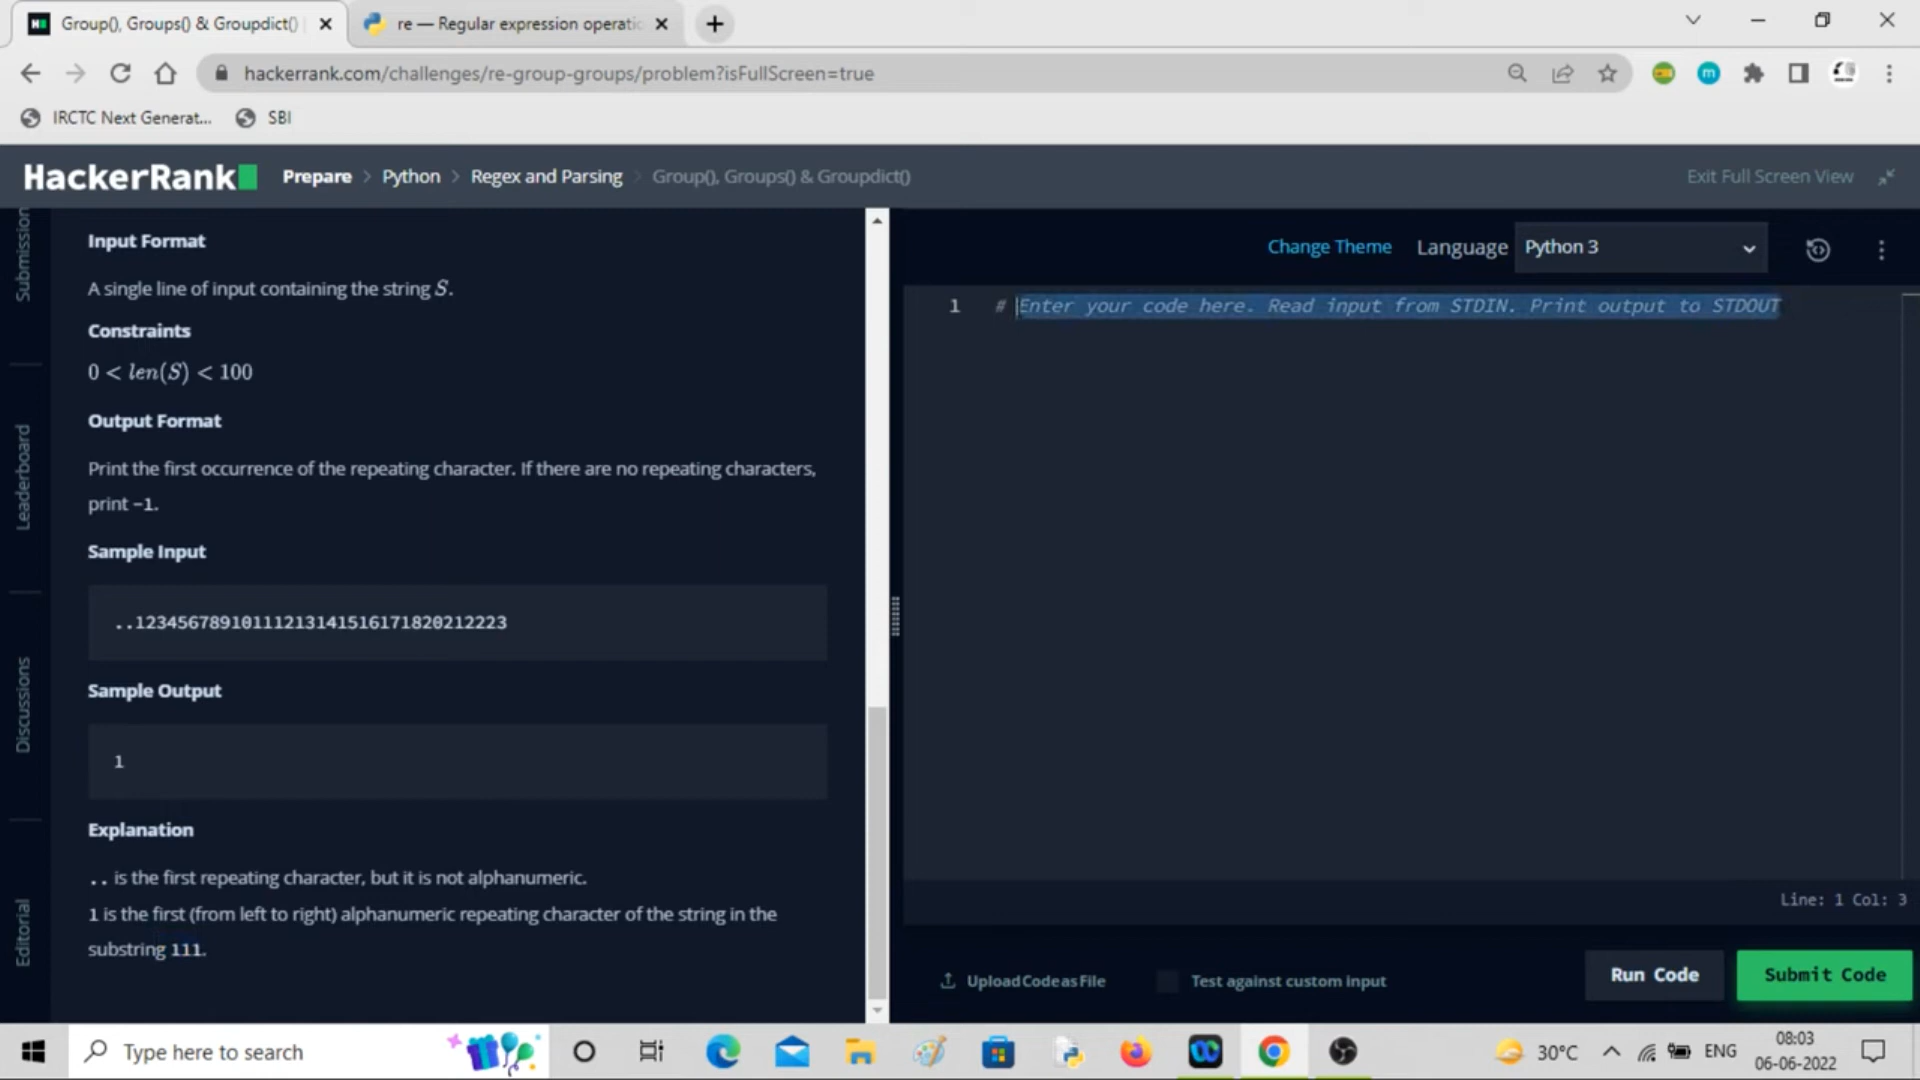 Group(), Groups() & Groupdict()
re — Regular expression operatic
hackerrank.com/challenges/re-group-groups/problem?isFullScreen=true
m
IRCTC Next Generat...
SBI
HackerRank
Prepare > Python > Regex and Parsing > Group(), Groups() & Groupdict()
Exit Full Screen View
Submission
Leaderboard
Discussions
Editorial
Input Format
A single line of input containing the string S.
Constraints
0 < len(S) < 100
Output Format
Print the first occurrence of the repeating character. If there are no repeating characters,
print −1.
Sample Input
..12345678910111213141516171820212223
Sample Output
1
Explanation
.. is the first repeating character, but it is not alphanumeric.
1 is the first (from left to right) alphanumeric repeating character of the string in the
substring 111.
Change Theme
Language
Python 3
1 # Enter your code here. Read input from STDIN. Print output to STDOUT
Line: 1 Col: 3
Upload Code as File
Test against custom input
Run Code
Submit Code
Type here to search
30°C
ENG
08:03
06-06-2022